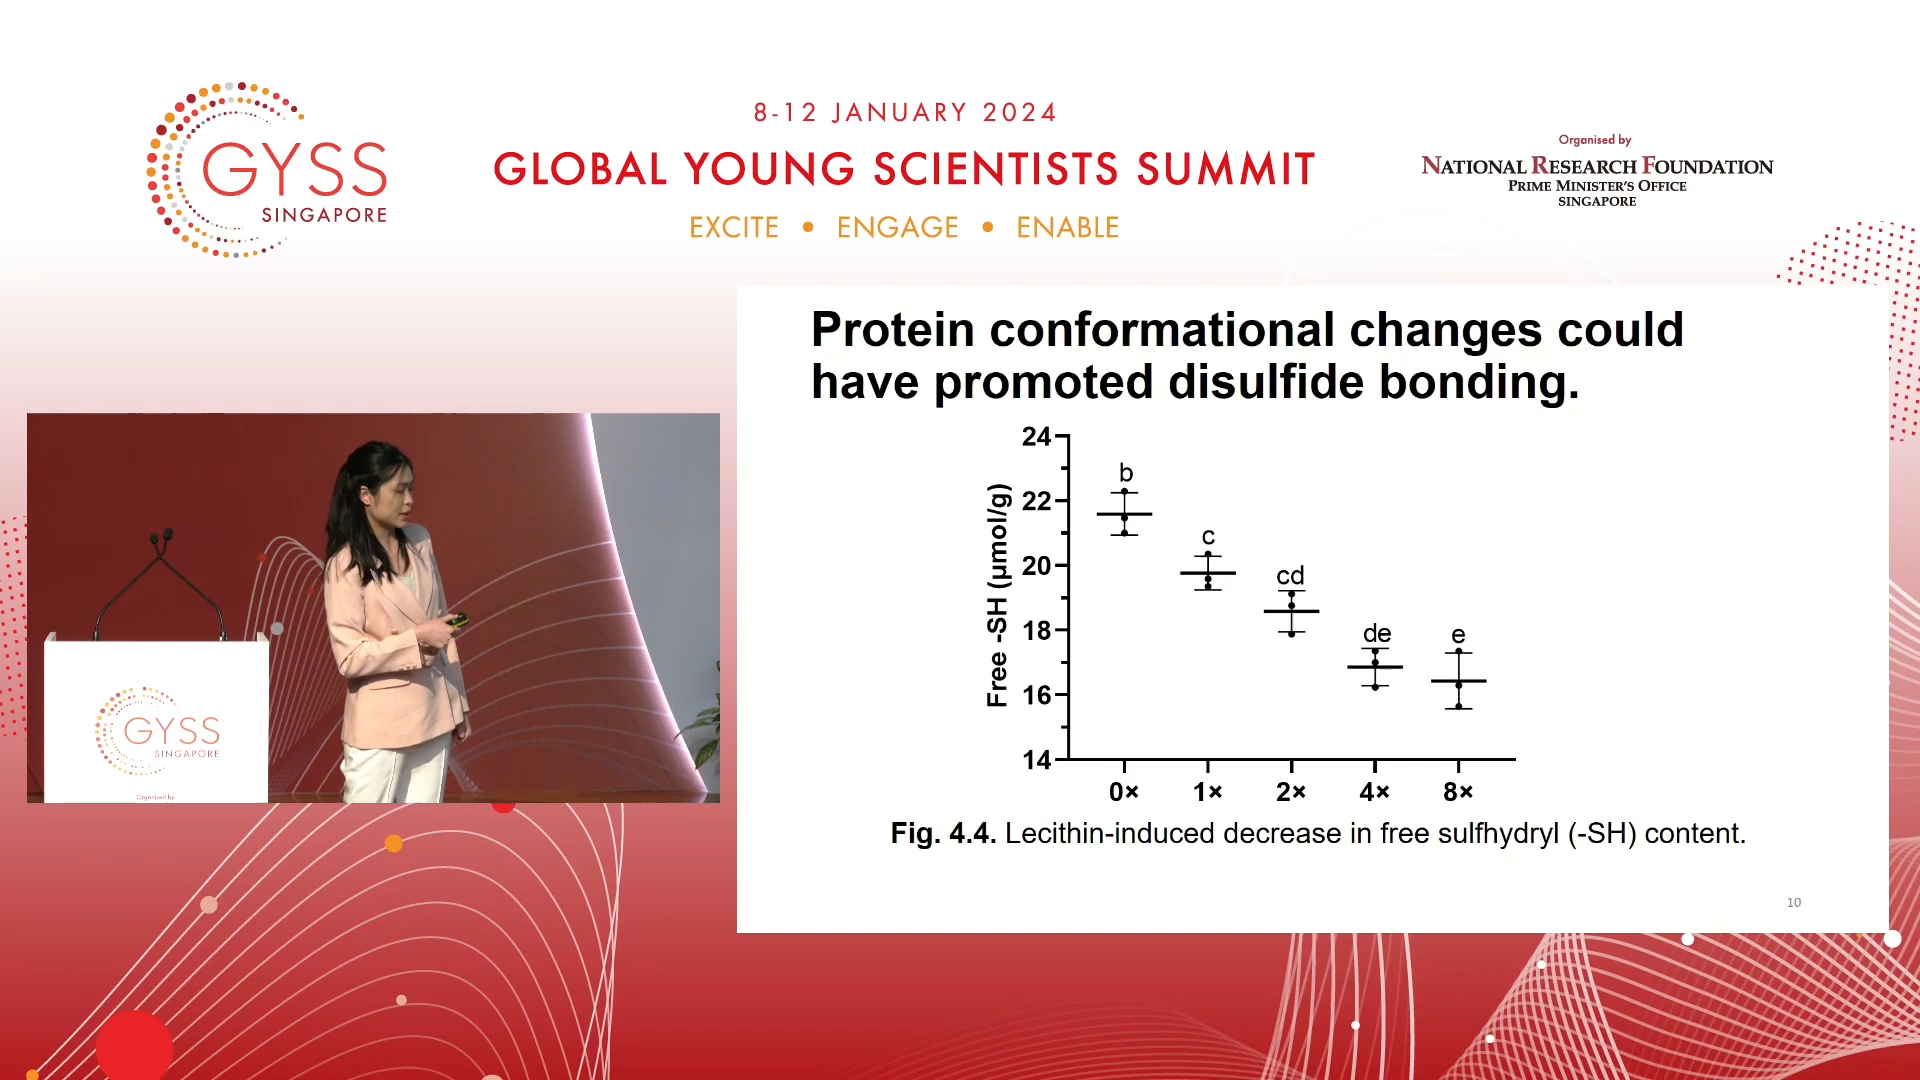 GYSS
SINGAPORE
8-12 JANUARY 2024
GLOBAL YOUNG SCIENTISTS SUMMIT
EXCITE • ENGAGE • ENABLE
Organised by
NATIONAL RESEARCH FOUNDATION
PRIME MINISTER'S OFFICE
SINGAPORE
Protein conformational changes could
have promoted disulfide bonding.
Free -SH (µmol/g)
24
22
20
18
16
14
b
c
cd
de
e
0× 1× 2× 4× 8×
Fig. 4.4. Lecithin-induced decrease in free sulfhydryl (-SH) content.
10
GYSS
SINGAPORE
Organised by